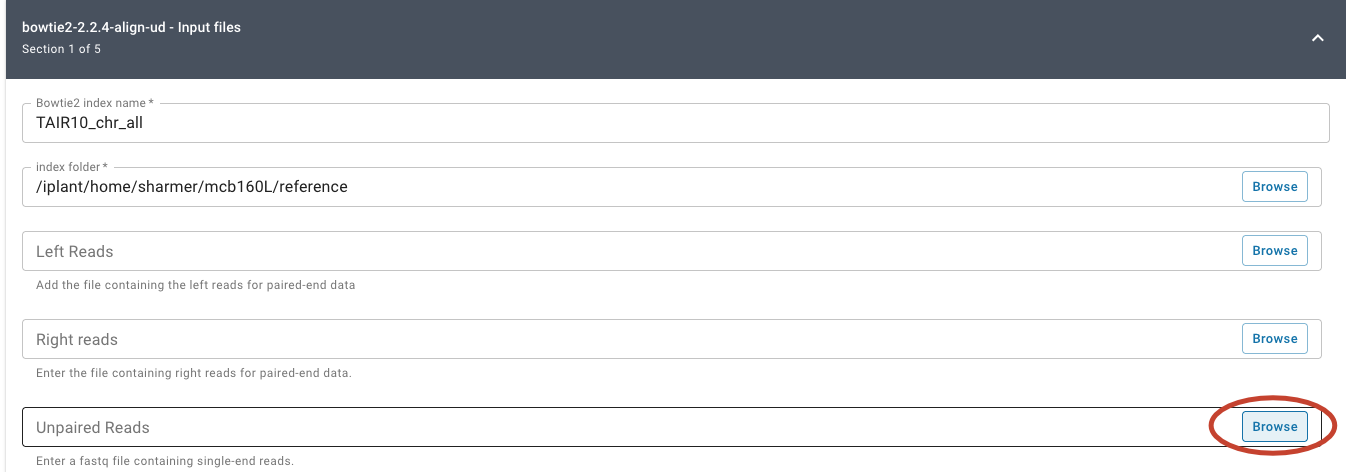 bowtie2-2.2.4-align-ud - Input files
Section 1 of 5
Bowtie2 index name *
TAIR10_chr_all
index folder *
/iplant/home/sharmer/mcb160L/reference
Browse
Left Reads
Browse
Add the file containing the left reads for paired-end data
Right reads
Browse
Enter the file containing right reads for paired-end data.
Unpaired Reads
Browse
Enter a fastq file containing single-end reads.